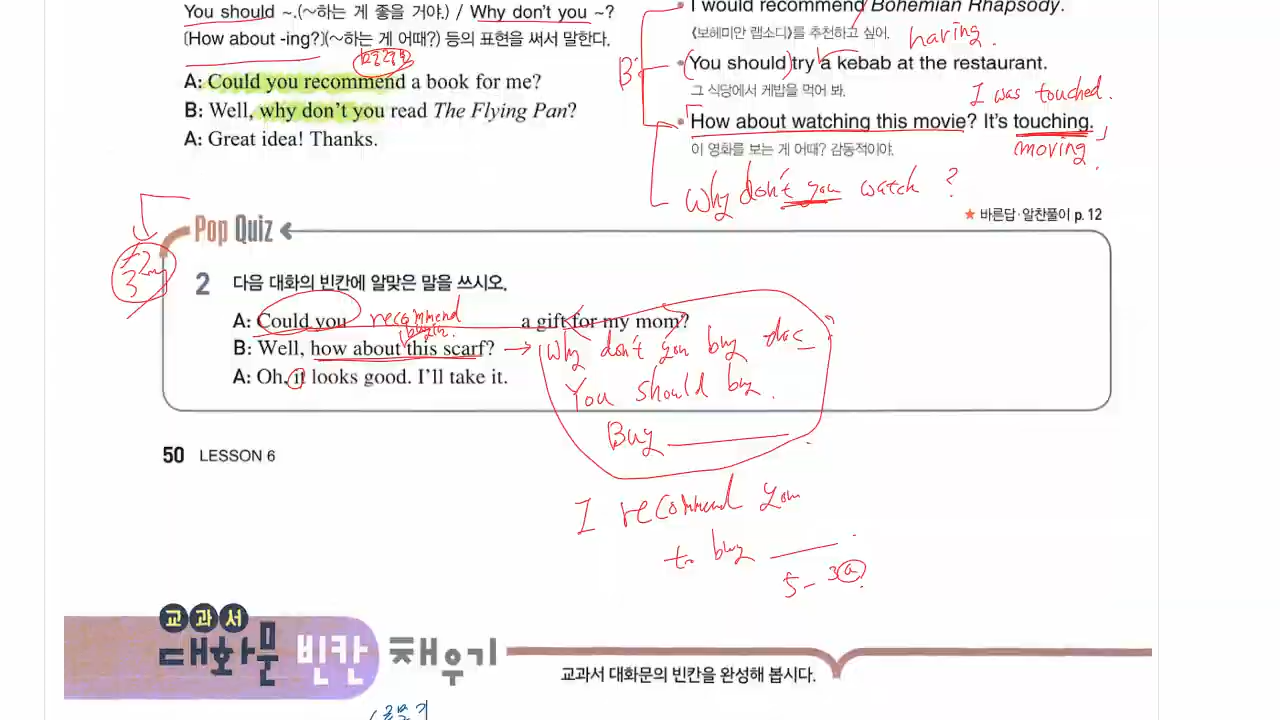 You should ~.(~하는 게 좋을 거야.) / Why don't you ~?
(How about -ing?)(~하는 게 어때?) 등의 표현을 써서 말한다.
A: Could you recommend a book for me?
B: Well, why don't you read The Flying Pan?
A: Great idea! Thanks.
I would recommend Bohemian Rhapsody.
《보헤미안 랩소디》를 추천하고 싶어.
having.
B
(You should) try a kebab at the restaurant.
그 식당에서 케밥을 먹어 봐.
I was touched.
How about watching this movie? It's touching.
이 영화를 보는 게 어때? 감동적이야.
moving.
Why don't you watch ?
★ 바른답·알찬풀이 p. 12
Pop Quiz
2 다음 대화의 빈칸에 알맞은 말을 쓰시오.
A: Could you recommend a gift for my mom?
buying.
B: Well, how about this scarf? → Why don't you buy ?
A: Oh, it looks good. I'll take it.
You should buy.
Buy
50 LESSON 6
I recommend you
to buy
5-3ⓐ
교과서
대화문 빈칸 채우기
교과서 대화문의 빈칸을 완성해 봅시다.